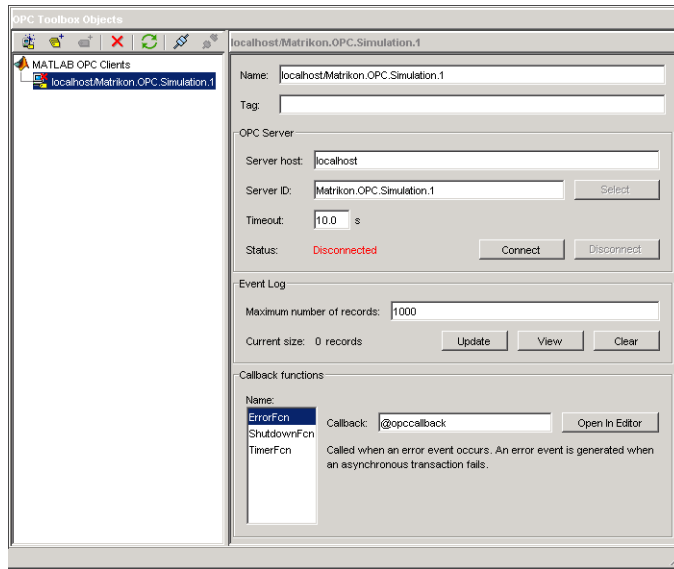 OPC Toolbox Objects
MATLAB OPC Clients
localhost/Matrikon.OPC.Simulation.1
localhost/Matrikon.OPC.Simulation.1
Name: localhost/Matrikon.OPC.Simulation.1
Tag:
OPC Server
Server host: localhost
Server ID: Matrikon.OPC.Simulation.1 Select
Timeout: 10.0 s
Status: Disconnected Connect Disconnect
Event Log
Maximum number of records: 1000
Current size: 0 records Update View Clear
Callback functions
Name:
ErrorFcn
ShutdownFcn
TimerFcn
Callback: @opccallback Open In Editor
Called when an error event occurs. An error event is generated when
an asynchronous transaction fails.